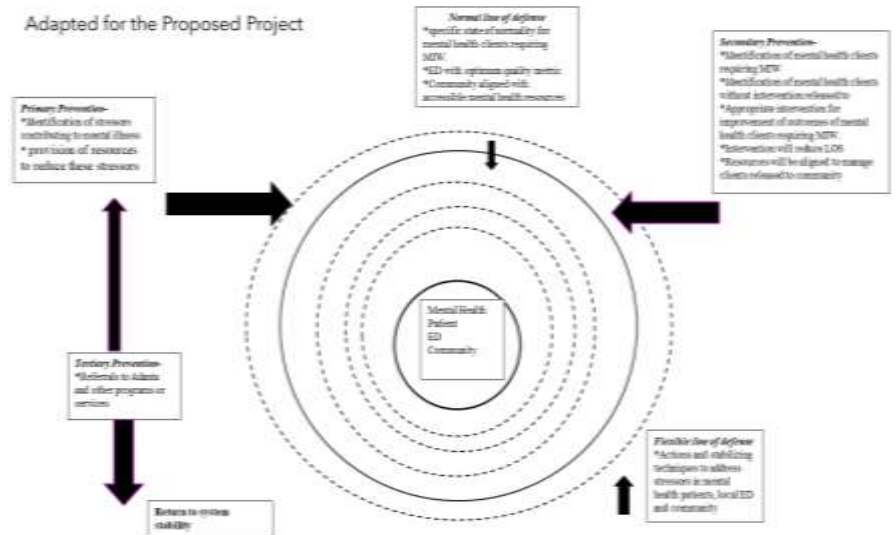 Adapted for the Proposed Project
Normal line of defense
*specific state of normality for
mental health clients requiring
MIW.
*ED with optimum quality metric
*Community aligned with
accessible mental health resources
Secondary Prevention-
*Identification of mental health clients
requiring MIW
*Identification of mental health clients
without intervention released to
*Appropriate intervention for
improvement of outcomes of mental
health clients requiring MIW.
*Intervention will reduce LOS
*Resources will be aligned to manage
clients released to community
Primary Prevention-
*Identification of stressors
contributing to mental illness
* provision of resources
to reduce these stressors
Mental Health
Patient
ED
Community
Tertiary Prevention-
*Referrals to
and other programs or
services
Flexible line of defense
*Actions and stabilizing
techniques to address
stressors in mental
health patients, local ED
and community
Return to system
stability